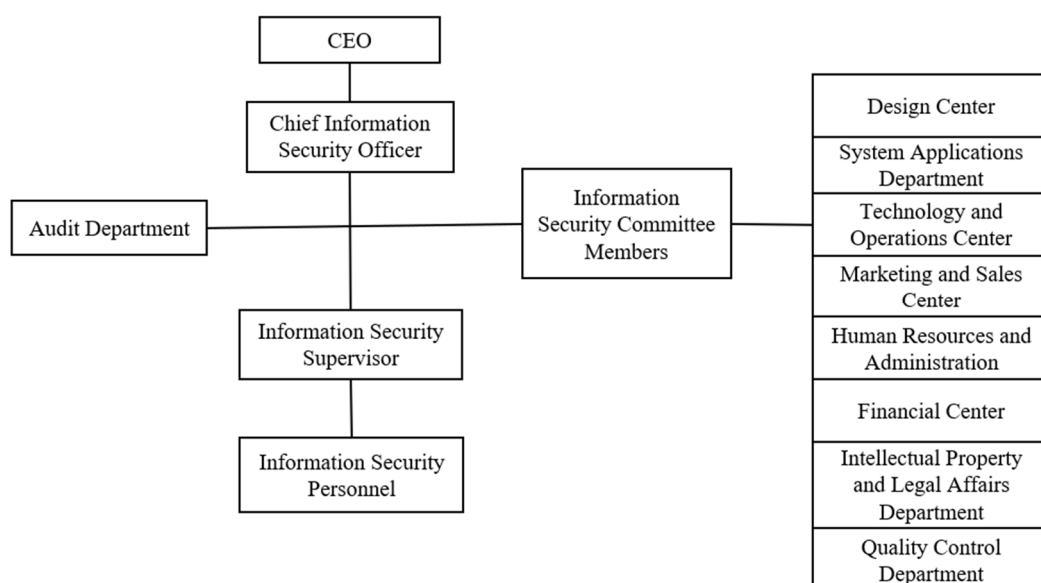 CEO
Chief Information
Security Officer
Audit Department
Information
Security Committee
Members
Information Security
Supervisor
Information Security
Personnel
Design Center
System Applications
Department
Technology and
Operations Center
Marketing and Sales
Center
Human Resources and
Administration
Financial Center
Intellectual Property
and Legal Affairs
Department
Quality Control
Department